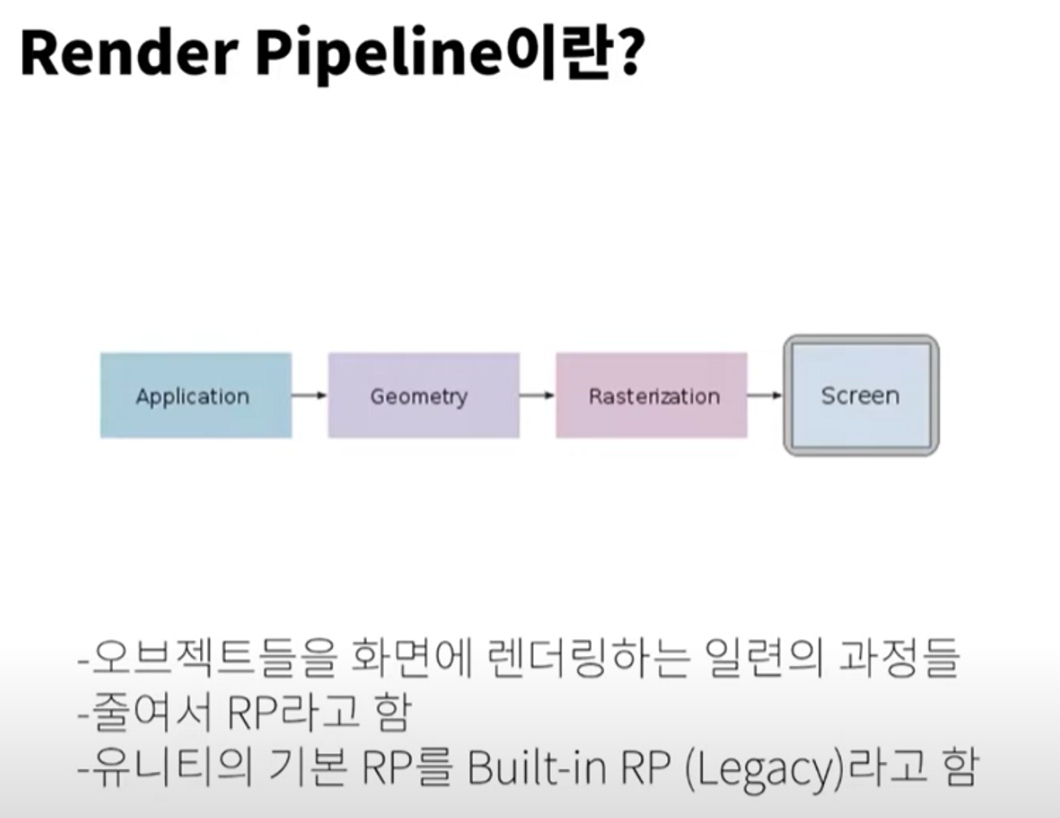 Render Pipeline이란?
Application
Geometry
Rasterization
Screen
-오브젝트들을 화면에 렌더링하는 일련의 과정들
-줄여서 RP라고 함
-유니티의 기본 RP를 Built-in RP (Legacy)라고 함